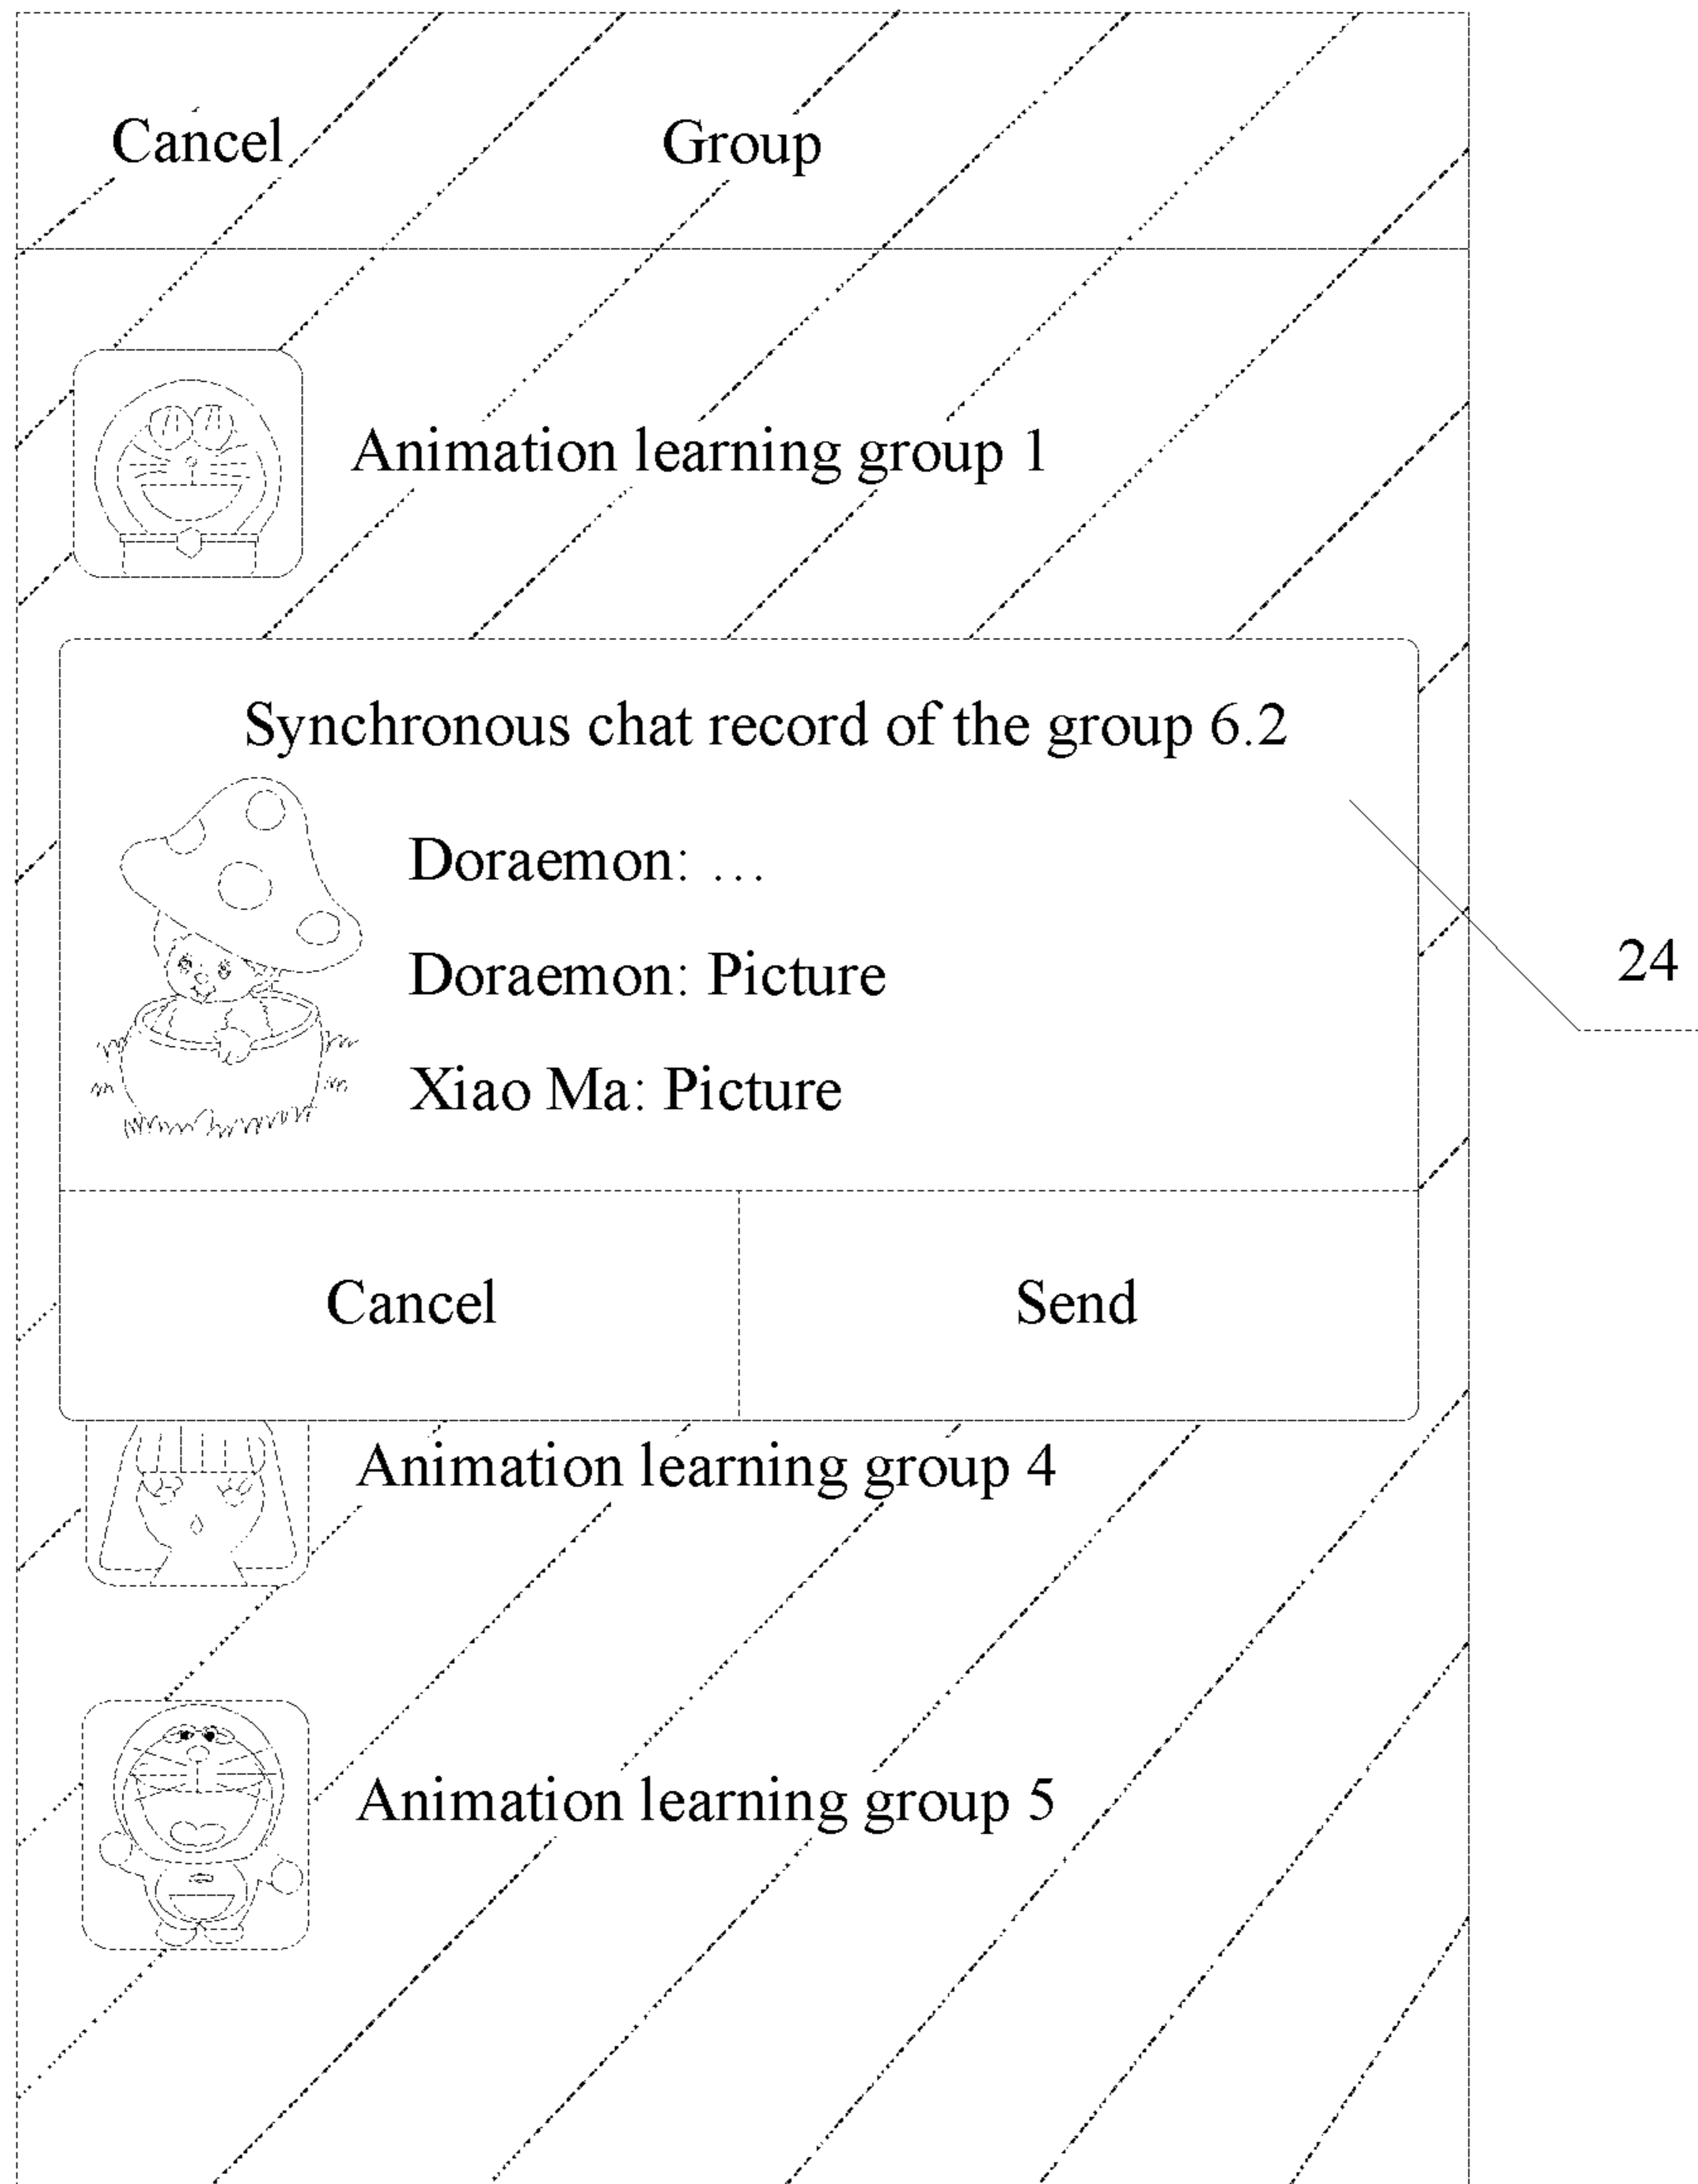 Cancel
Group
Animation learning group 1
Synchronous chat record of the group 6.2
Doraemon: …
Doraemon: Picture
24
Xiao Ma: Picture
Cancel
Send
Animation learning group 4
Animation learning group 5